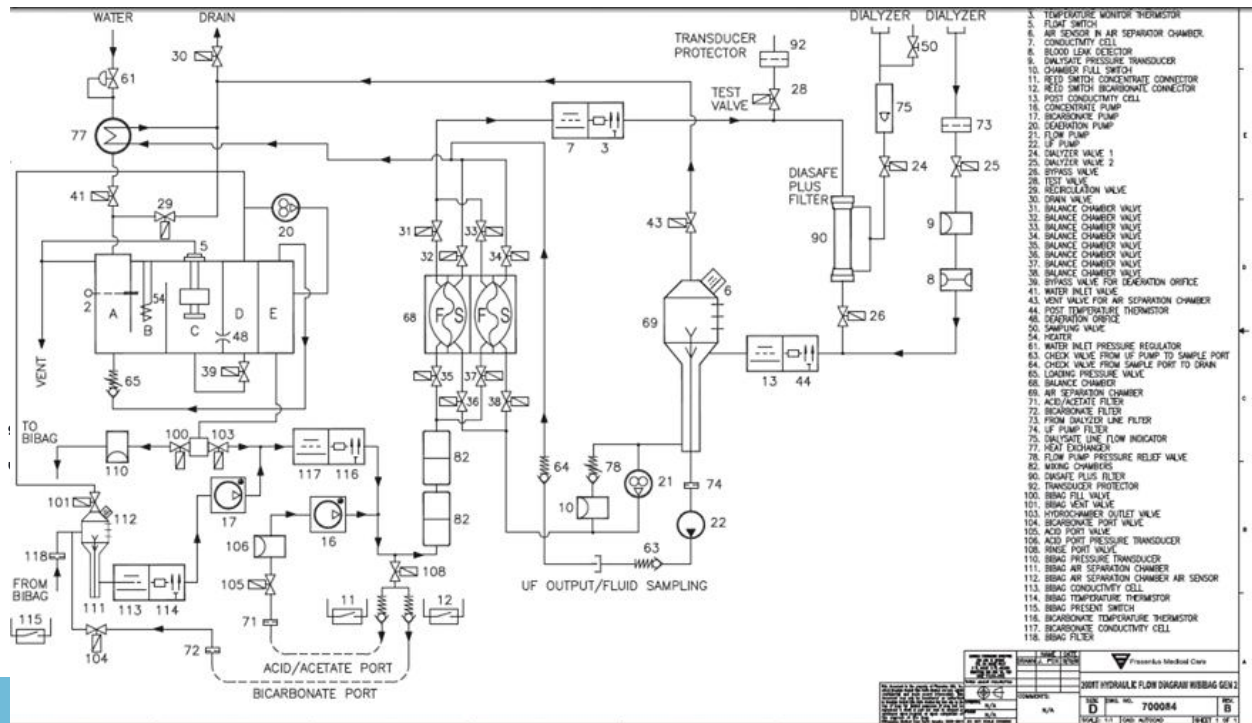 WATER
DRAIN
DIALYZER
DIALYZER
30
TRANSDUCER
PROTECTOR
92
50
61
TEST
VALVE
28
75
77
7
3
73
DIASAFE
PLUS
FILTER
24
25
41
29
20
43
90
9
5
31
33
32
34
6
8
2
A
54
B
C
D
E
48
68
F
S
F
S
69
26
VENT
65
39
35
37
36
38
13
44
TO
BIBAG
100
103
110
117
116
82
82
64
78
21
74
10
101
112
17
16
22
118
106
63
FROM
BIBAG
105
108
UF OUTPUT/FLUID SAMPLING
111
113
114
11
12
115
71
104
72
ACID/ACETATE PORT
BICARBONATE PORT
3. TEMPERATURE MONITOR THERMISTOR
5. FLOAT SWITCH
6. AIR SENSOR IN AIR SEPARATOR CHAMBER.
7. CONDUCTIVITY CELL
8. BLOOD LEAK DETECTOR
9. DIALYSATE PRESSURE TRANSDUCER
10. CHAMBER FULL SWITCH
11. REED SWITCH CONCENTRATE CONNECTOR
12. REED SWITCH BICARBONATE CONNECTOR
13. POST CONDUCTIVITY CELL
16. CONCENTRATE PUMP
17. BICARBONATE PUMP
20. DEAERATION PUMP
21. FLOW PUMP
22. UF PUMP
24. DIALYZER VALVE 1
25. DIALYZER VALVE 2
26. BYPASS VALVE
28. TEST VALVE
29. RECIRCULATION VALVE
30. DRAIN VALVE
31. BALANCE CHAMBER VALVE
32. BALANCE CHAMBER VALVE
33. BALANCE CHAMBER VALVE
34. BALANCE CHAMBER VALVE
35. BALANCE CHAMBER VALVE
36. BALANCE CHAMBER VALVE
37. BALANCE CHAMBER VALVE
38. BALANCE CHAMBER VALVE
39. BYPASS VALVE FOR DEAERATION ORIFICE
41. WATER INLET VALVE
43. VENT VALVE FOR AIR SEPARATION CHAMBER
44. POST TEMPERATURE THERMISTOR
48. DEAERATION ORIFICE
50. SAMPLING VALVE
54. HEATER
61. WATER INLET PRESSURE REGULATOR
63. CHECK VALVE FROM UF PUMP TO SAMPLE PORT
64. CHECK VALVE FROM SAMPLE PORT TO DRAIN
65. LOADING PRESSURE VALVE
68. BALANCE CHAMBER
69. AIR SEPARATION CHAMBER
71. ACID/ACETATE FILTER
72. BICARBONATE FILTER
73. FROM DIALYZER LINE FILTER
74. UF PUMP FILTER
75. DIALYSATE LINE FLOW INDICATOR
77. HEAT EXCHANGER
78. FLOW PUMP PRESSURE RELIEF VALVE
82. MIXING CHAMBERS
90. DIASAFE PLUS FILTER
92. TRANSDUCER PROTECTOR
100. BIBAG FILL VALVE
101. BIBAG VENT VALVE
103. HYDROCHAMBER OUTLET VALVE
104. BICARBONATE PORT VALVE
105. ACID PORT VALVE
106. ACID PORT PRESSURE TRANSDUCER
108. RINSE PORT VALVE
110. BIBAG PRESSURE TRANSDUCER
111. BIBAG AIR SEPARATION CHAMBER
112. BIBAG AIR SEPARATION CHAMBER AIR SENSOR
113. BIBAG CONDUCTIVITY CELL
114. BIBAG TEMPERATURE THERMISTOR
115. BIBAG PRESENT SWITCH
116. BICARBONATE TEMPERATURE THERMISTOR
117. BICARBONATE CONDUCTIVITY CELL
118. BIBAG FILTER
NAME
DATE
Fresenius Medical Care
HYDRAULIC FLOW DIAGRAM W/BIBAG GEN 2
COMMENTS:
N/A
N/A
N/A
SIZE
D
DWG. NO.
700084
REV.
B
SCALE: 1:1
CAD: AUTOCAD
SHEET 1 OF 1